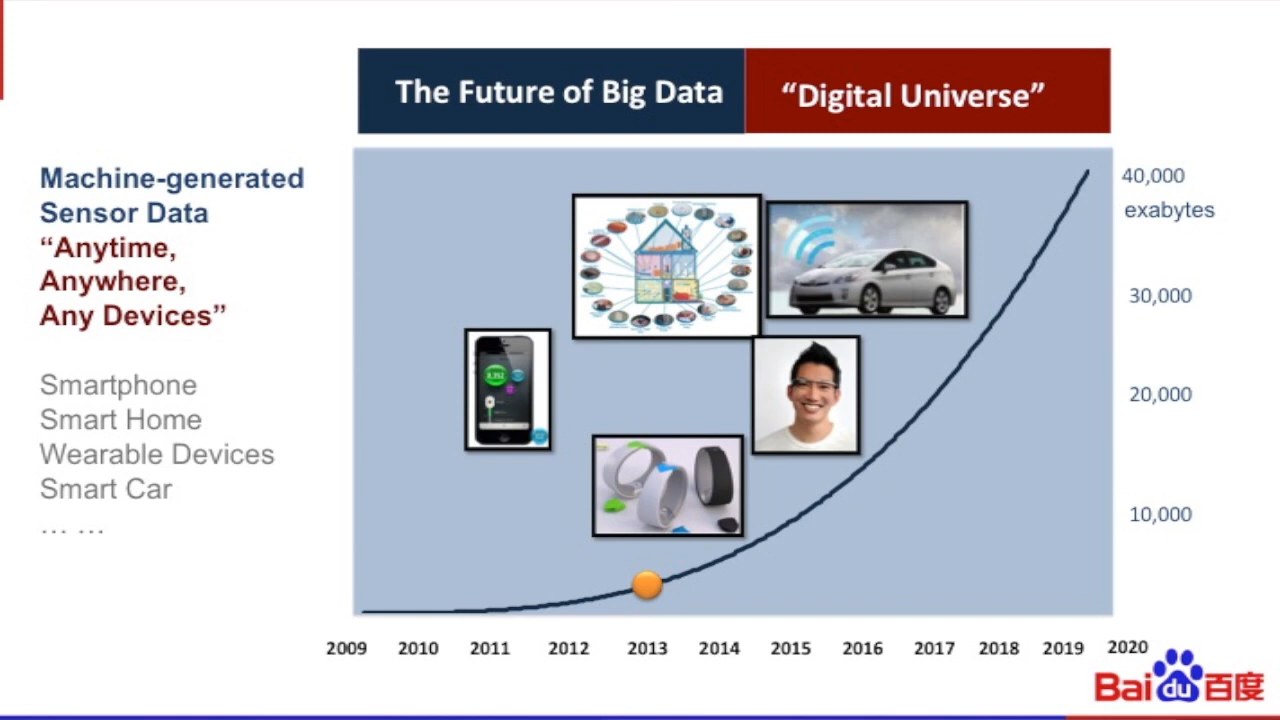 The Future of Big Data
“Digital Universe”
Machine-generated
Sensor Data
“Anytime,
Anywhere,
Any Devices”
Smartphone
Smart Home
Wearable Devices
Smart Car
... ...
40,000
exabytes
30,000
20,000
10,000
2009 2010 2011 2012 2013 2014 2015 2016 2017 2018 2019 2020
Bai du 百度